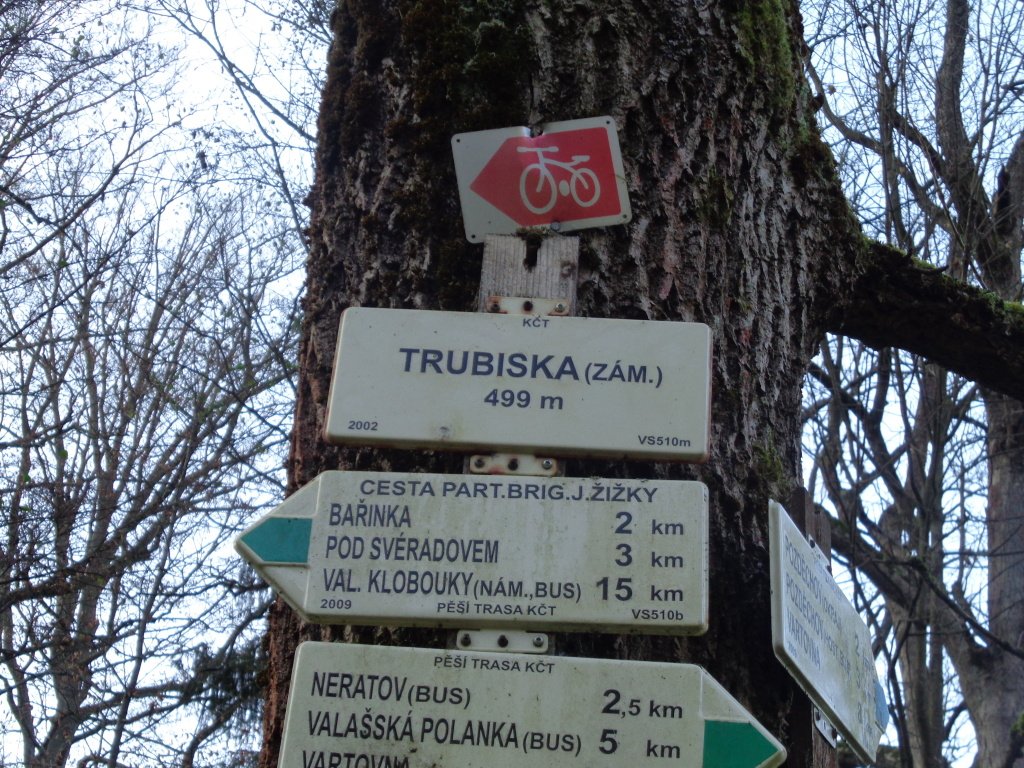 KČT
TRUBISKA (ZÁM.)
499 m
2002 VS510m
CESTA PART.BRIG.J.ŽIŽKY
BAŘINKA 2 km
POD SVÉRADOVEM 3 km
VAL. KLOBOUKY (NÁM.,BUS) 15 km
2009 PĚŠÍ TRASA KČT VS510b
PĚŠÍ TRASA KČT
NERATOV (BUS) 2,5 km
VALAŠSKÁ POLANKA (BUS) 5 km
VARTOVNA
VARTOVNA